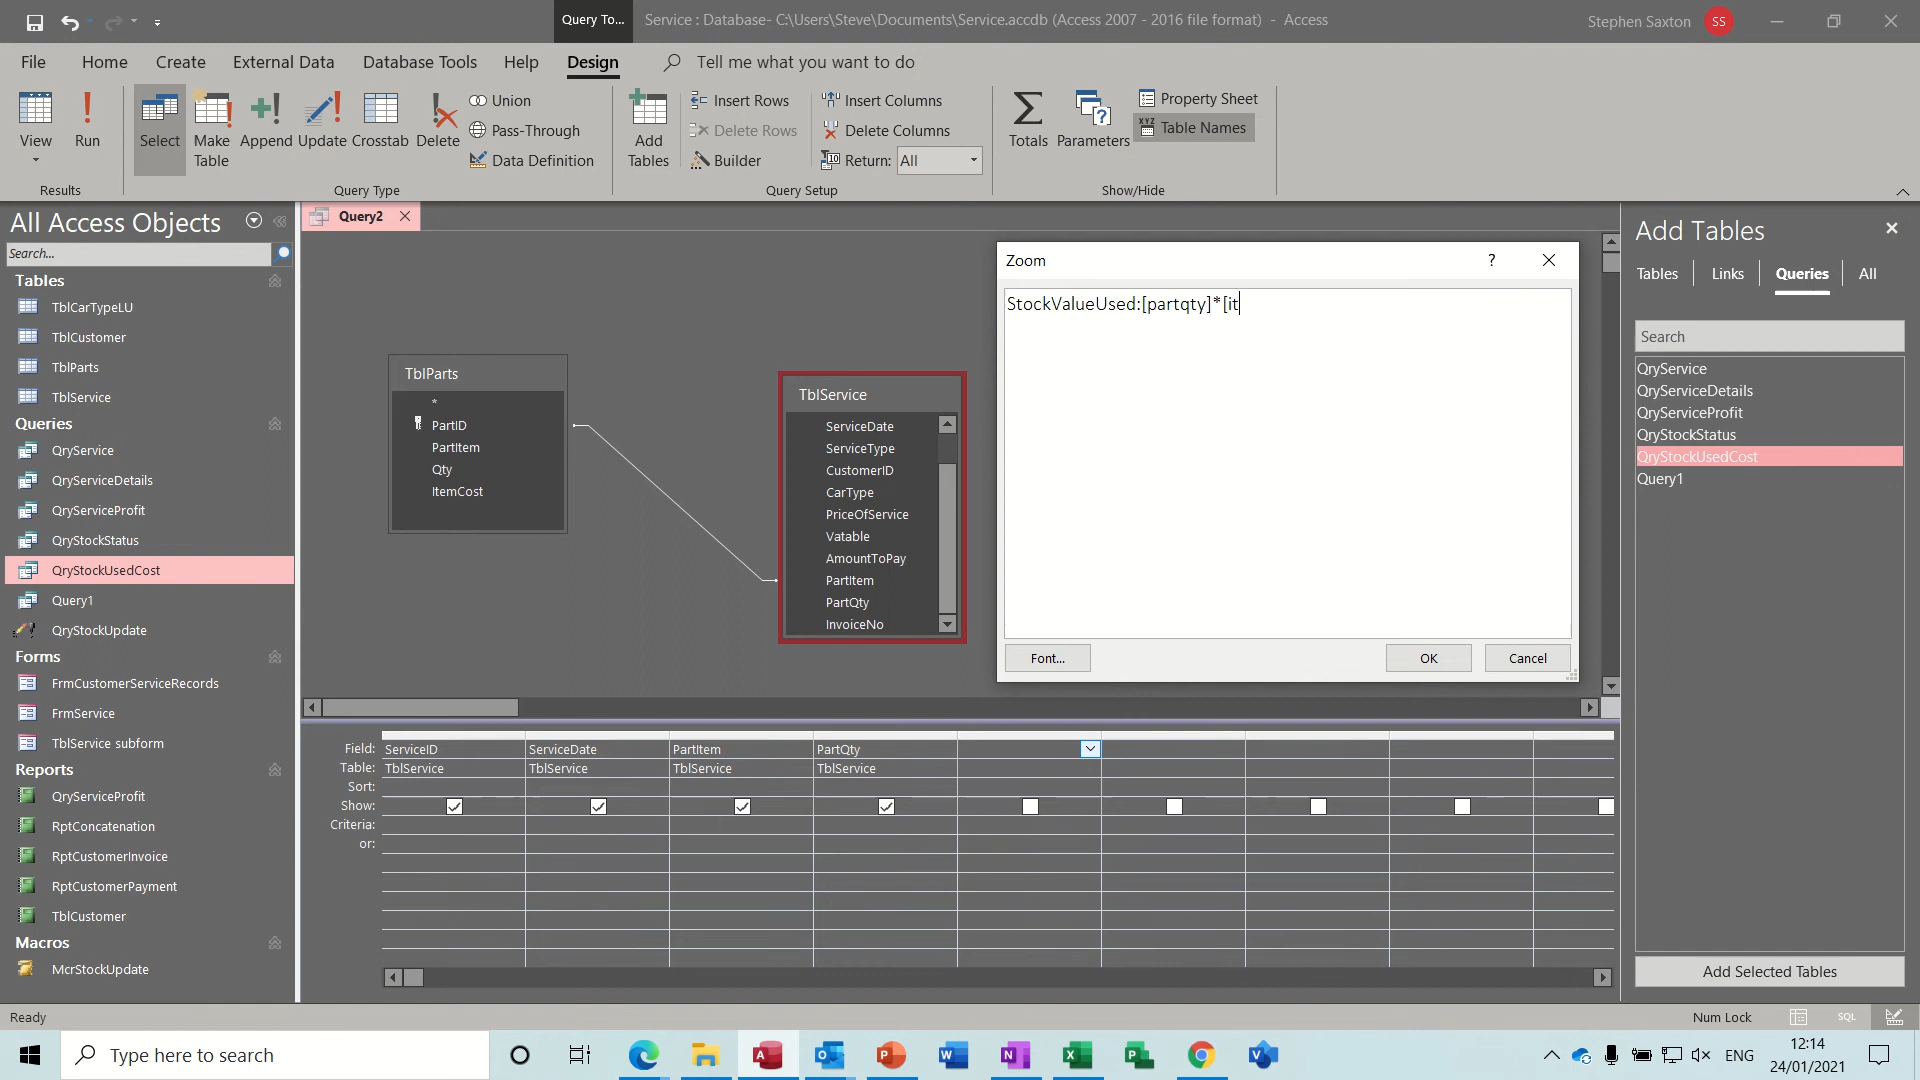 Query To...
Service : Database- C:\Users\Steve\Documents\Service.accdb (Access 2007 - 2016 file format) - Access
Stephen Saxton
SS
File
Home
Create
External Data
Database Tools
Help
Design
Tell me what you want to do
View
Run
Results
Select
Make Table
Append
Update
Crosstab
Delete
Union
Pass-Through
Data Definition
Query Type
Add Tables
Insert Rows
Delete Rows
Builder
Insert Columns
Delete Columns
Return: All
Query Setup
Totals
Parameters
Property Sheet
Table Names
Show/Hide
All Access Objects
Search...
Tables
TblCarTypeLU
TblCustomer
TblParts
TblService
Queries
QryService
QryServiceDetails
QryServiceProfit
QryStockStatus
QryStockUsedCost
Query1
QryStockUpdate
Forms
FrmCustomerServiceRecords
FrmService
TblService subform
Reports
QryServiceProfit
RptConcatenation
RptCustomerInvoice
RptCustomerPayment
TblCustomer
Macros
McrStockUpdate
Query2
TblParts
*
PartID
PartItem
Qty
ItemCost
TblService
ServiceDate
ServiceType
CustomerID
CarType
PriceOfService
Vatable
AmountToPay
PartItem
PartQty
InvoiceNo
Zoom
?
StockValueUsed:[partqty]*[it
Font...
OK
Cancel
Field: ServiceID ServiceDate PartItem PartQty
Table: TblService TblService TblService TblService
Sort:
Show:
Criteria:
or:
Add Tables
Tables
Links
Queries
All
Search
QryService
QryServiceDetails
QryServiceProfit
QryStockStatus
QryStockUsedCost
Query1
Add Selected Tables
Ready
Num Lock
SQL
Type here to search
ENG
12:14
24/01/2021